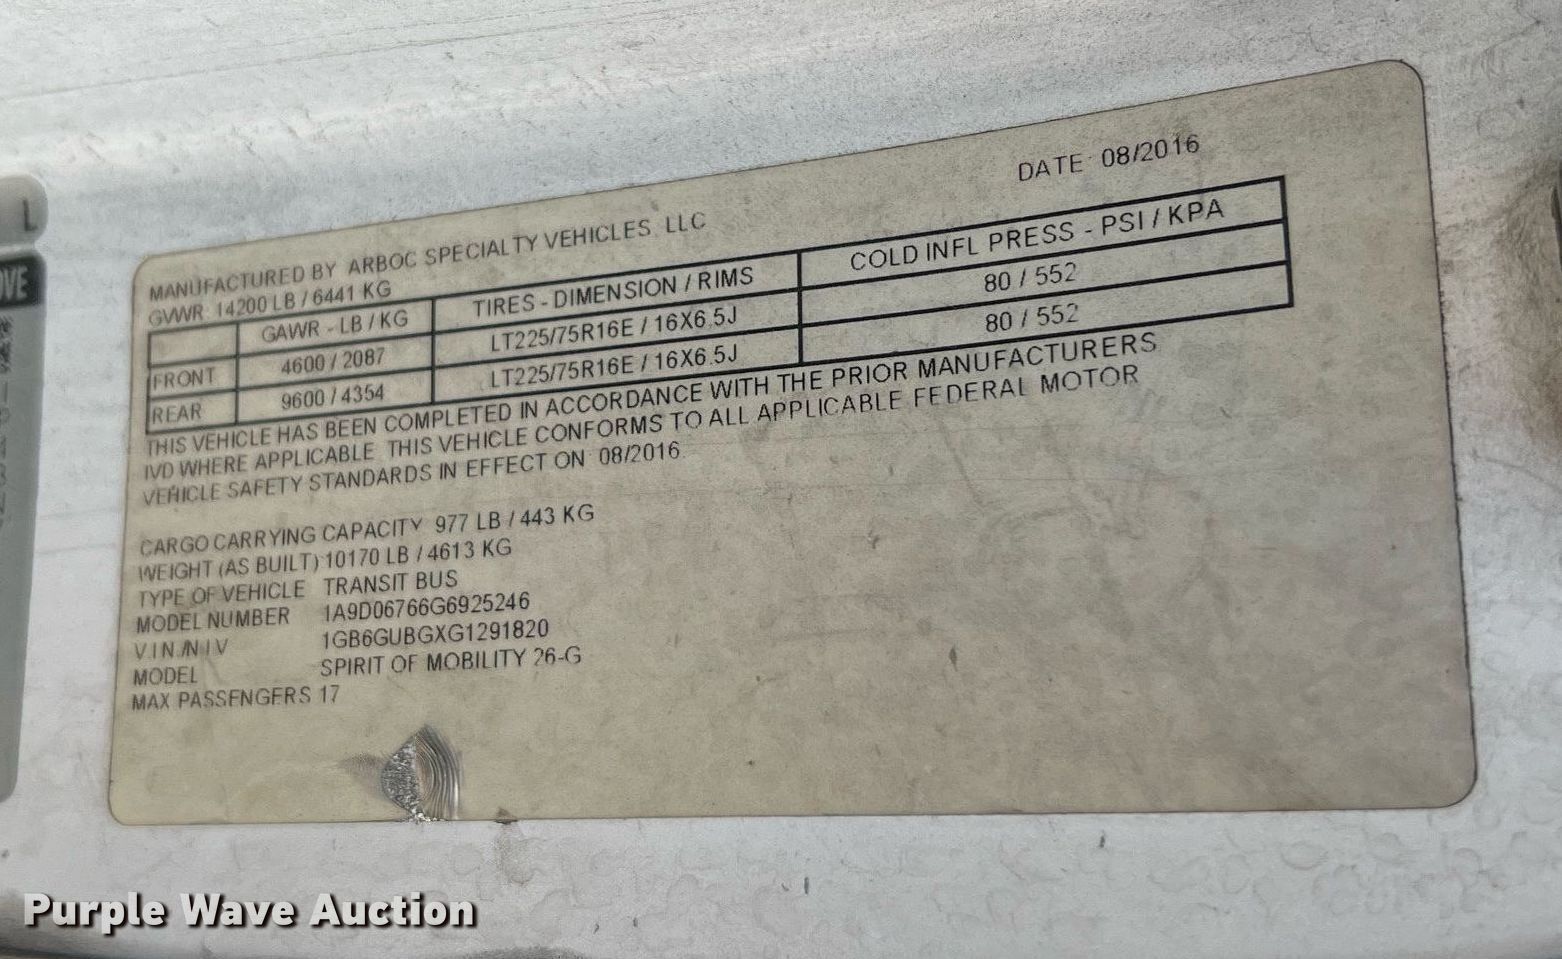 L
OVE
MANUFACTURED BY ARBOC SPECIALTY VEHICLES, LLC
DATE 08/2016
GVWR 14200 LB / 6441 KG
GAWR - LB / KG TIRES - DIMENSION / RIMS COLD INFL PRESS - PSI / KPA
FRONT 4600 / 2087 LT225/75R16E / 16X6.5J 80 / 552
REAR 9600 / 4354 LT225/75R16E / 16X6.5J 80 / 552
THIS VEHICLE HAS BEEN COMPLETED IN ACCORDANCE WITH THE PRIOR MANUFACTURERS
IVD WHERE APPLICABLE THIS VEHICLE CONFORMS TO ALL APPLICABLE FEDERAL MOTOR
VEHICLE SAFETY STANDARDS IN EFFECT ON 08/2016.
CARGO CARRYING CAPACITY 977 LB / 443 KG
WEIGHT (AS BUILT) 10170 LB / 4613 KG
TYPE OF VEHICLE TRANSIT BUS
MODEL NUMBER 1A9D06766G6925246
V.I.N./N I V 1GB6GUBGXG1291820
MODEL SPIRIT OF MOBILITY 26-G
MAX PASSENGERS 17
Purple Wave Auction